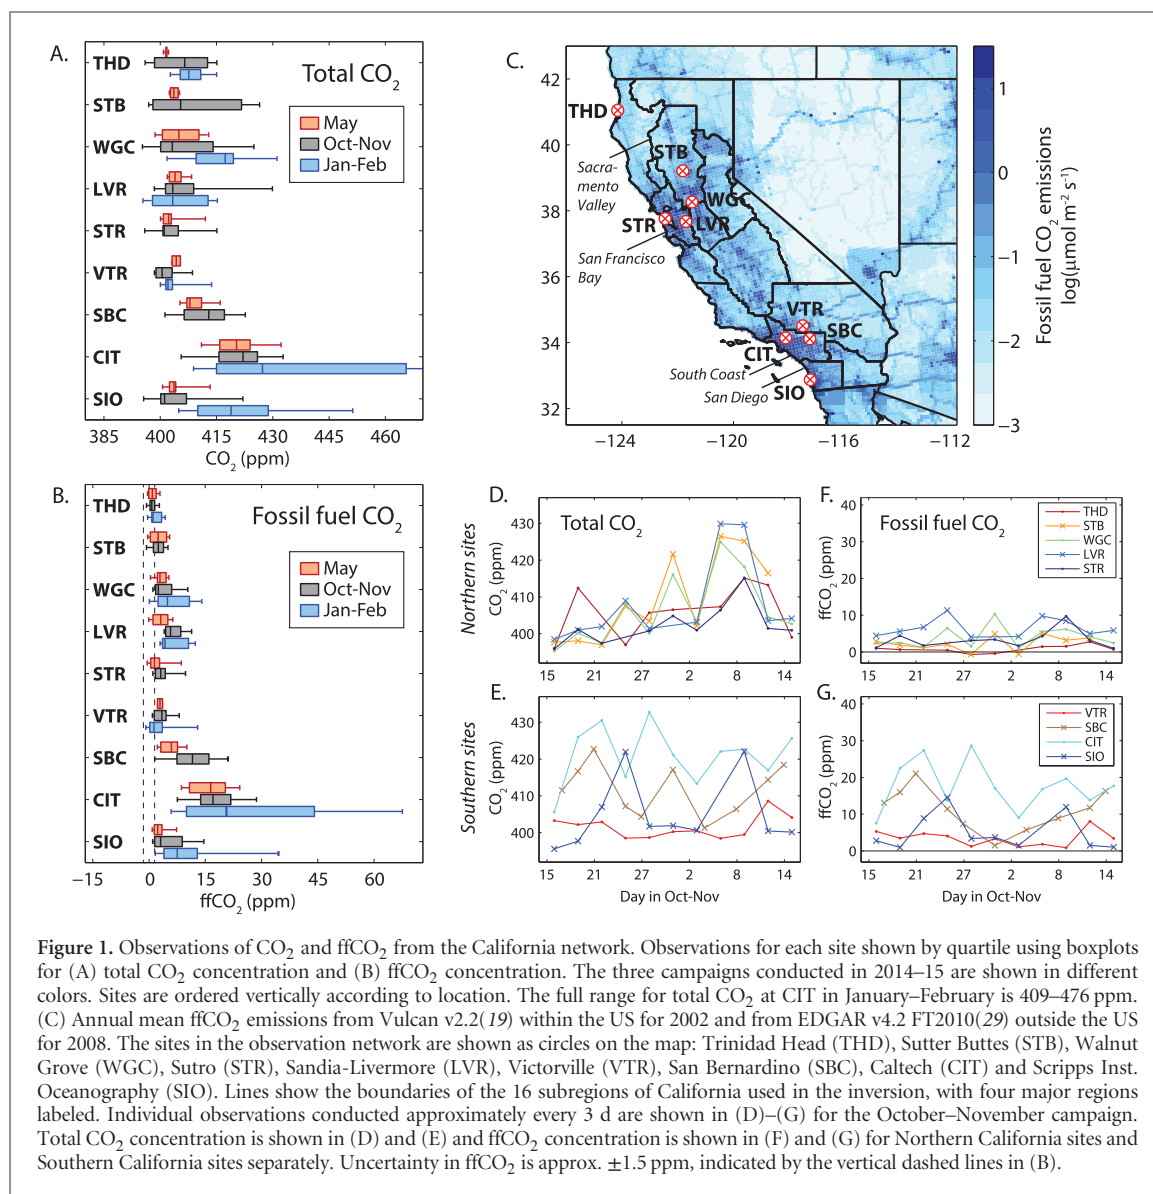 A.
Total CO2
May
Oct-Nov
Jan-Feb
THD
STB
WGC
LVR
STR
VTR
SBC
CIT
SIO
385 400 415 430 445 460
CO2 (ppm)
B.
Fossil fuel CO2
May
Oct-Nov
Jan-Feb
THD
STB
WGC
LVR
STR
VTR
SBC
CIT
SIO
−15 0 15 30 45 60
ffCO2 (ppm)
C.
42
40
38
36
34
32
−124 −120 −116 −112
THD
STB
Sacra-
mento
Valley
WGC
STR
LVR
San Francisco
Bay
VTR
SBC
CIT
South Coast
San Diego
SIO
1
0
−1
−2
−3
Fossil fuel CO2 emissions
log(μmol m−2 s−1)
D.
Total CO2
Northern sites
CO2 (ppm)
430
420
410
400
15 21 27 2 8 14
E.
Southern sites
CO2 (ppm)
430
420
410
400
15 21 27 2 8 14
Day in Oct-Nov
F.
Fossil fuel CO2
THD
STB
WGC
LVR
STR
ffCO2 (ppm)
40
30
20
10
0
15 21 27 2 8 14
G.
VTR
SBC
CIT
SIO
ffCO2 (ppm)
40
30
20
10
0
15 21 27 2 8 14
Day in Oct-Nov
Figure 1. Observations of CO2 and ffCO2 from the California network. Observations for each site shown by quartile using boxplots
for (A) total CO2 concentration and (B) ffCO2 concentration. The three campaigns conducted in 2014–15 are shown in different
colors. Sites are ordered vertically according to location. The full range for total CO2 at CIT in January–February is 409–476 ppm.
(C) Annual mean ffCO2 emissions from Vulcan v2.2(19) within the US for 2002 and from EDGAR v4.2 FT2010(29) outside the US
for 2008. The sites in the observation network are shown as circles on the map: Trinidad Head (THD), Sutter Buttes (STB), Walnut
Grove (WGC), Sutro (STR), Sandia-Livermore (LVR), Victorville (VTR), San Bernardino (SBC), Caltech (CIT) and Scripps Inst.
Oceanography (SIO). Lines show the boundaries of the 16 subregions of California used in the inversion, with four major regions
labeled. Individual observations conducted approximately every 3 d are shown in (D)–(G) for the October–November campaign.
Total CO2 concentration is shown in (D) and (E) and ffCO2 concentration is shown in (F) and (G) for Northern California sites and
Southern California sites separately. Uncertainty in ffCO2 is approx. ±1.5 ppm, indicated by the vertical dashed lines in (B).